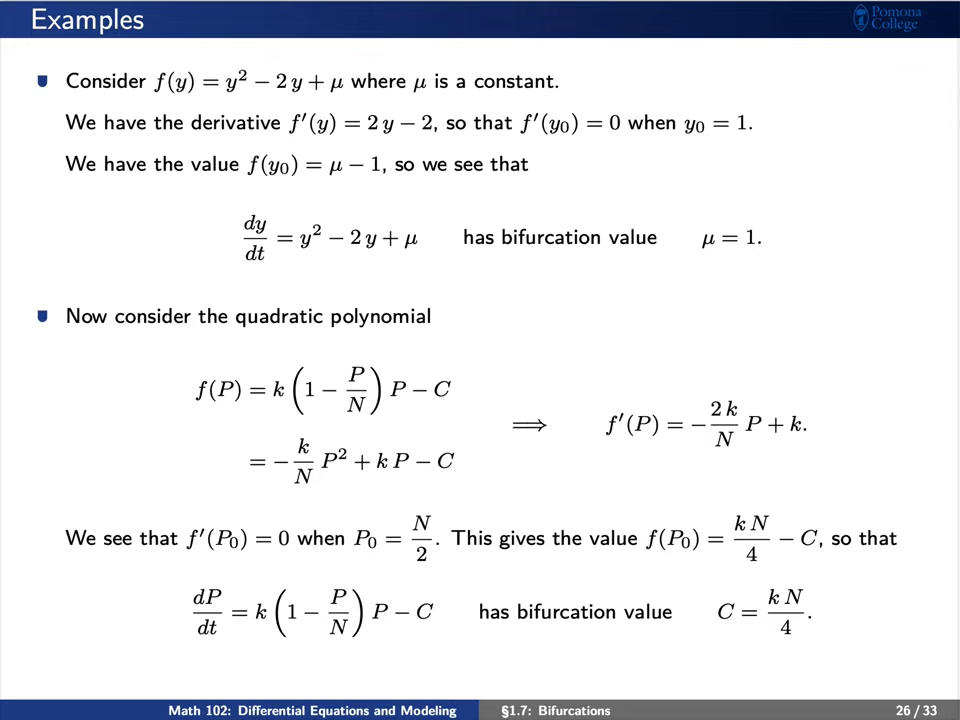 Examples
Pomona
College
Consider f(y) = y² − 2 y + μ where μ is a constant.
We have the derivative f′(y) = 2 y − 2, so that f′(y₀) = 0 when y₀ = 1.
We have the value f(y₀) = μ − 1, so we see that
dy/dt = y² − 2 y + μ has bifurcation value μ = 1.
Now consider the quadratic polynomial
f(P) = k (1 − P/N) P − C
= −k/N P² + k P − C
⟹ f′(P) = −2 k/N P + k.
We see that f′(P₀) = 0 when P₀ = N/2. This gives the value f(P₀) = k N/4 − C, so that
dP/dt = k (1 − P/N) P − C has bifurcation value C = k N/4.
Math 102: Differential Equations and Modeling §1.7: Bifurcations 26 / 33